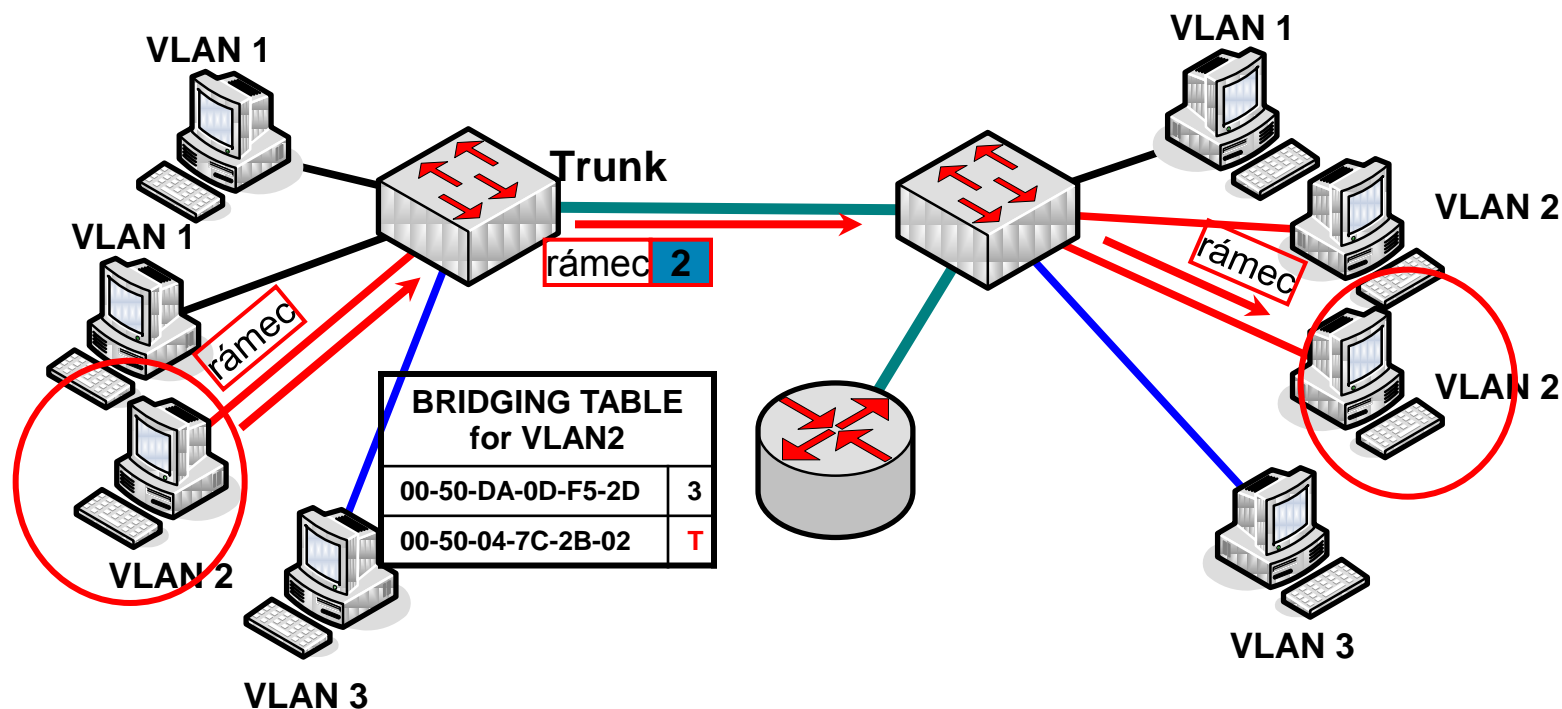 VLAN 1
VLAN 1
Trunk
VLAN 2
VLAN 1
rámec 2
rámec
rámec
BRIDGING TABLE
for VLAN2
00-50-DA-0D-F5-2D 3
00-50-04-7C-2B-02 T
VLAN 2
VLAN 2
VLAN 3
VLAN 3